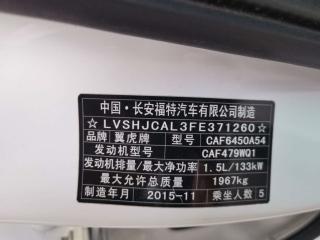 中国·长安福特汽车有限公司制造
☆LVSHJCAL3FE371260☆
品牌 翼虎牌 型号 CAF6450A54
发动机型号 CAF479WQ1
发动机排量/最大净功率 1.5L/133kW
最大允许总质量 1967kg
制造年月 2015-11 乘坐人数 5